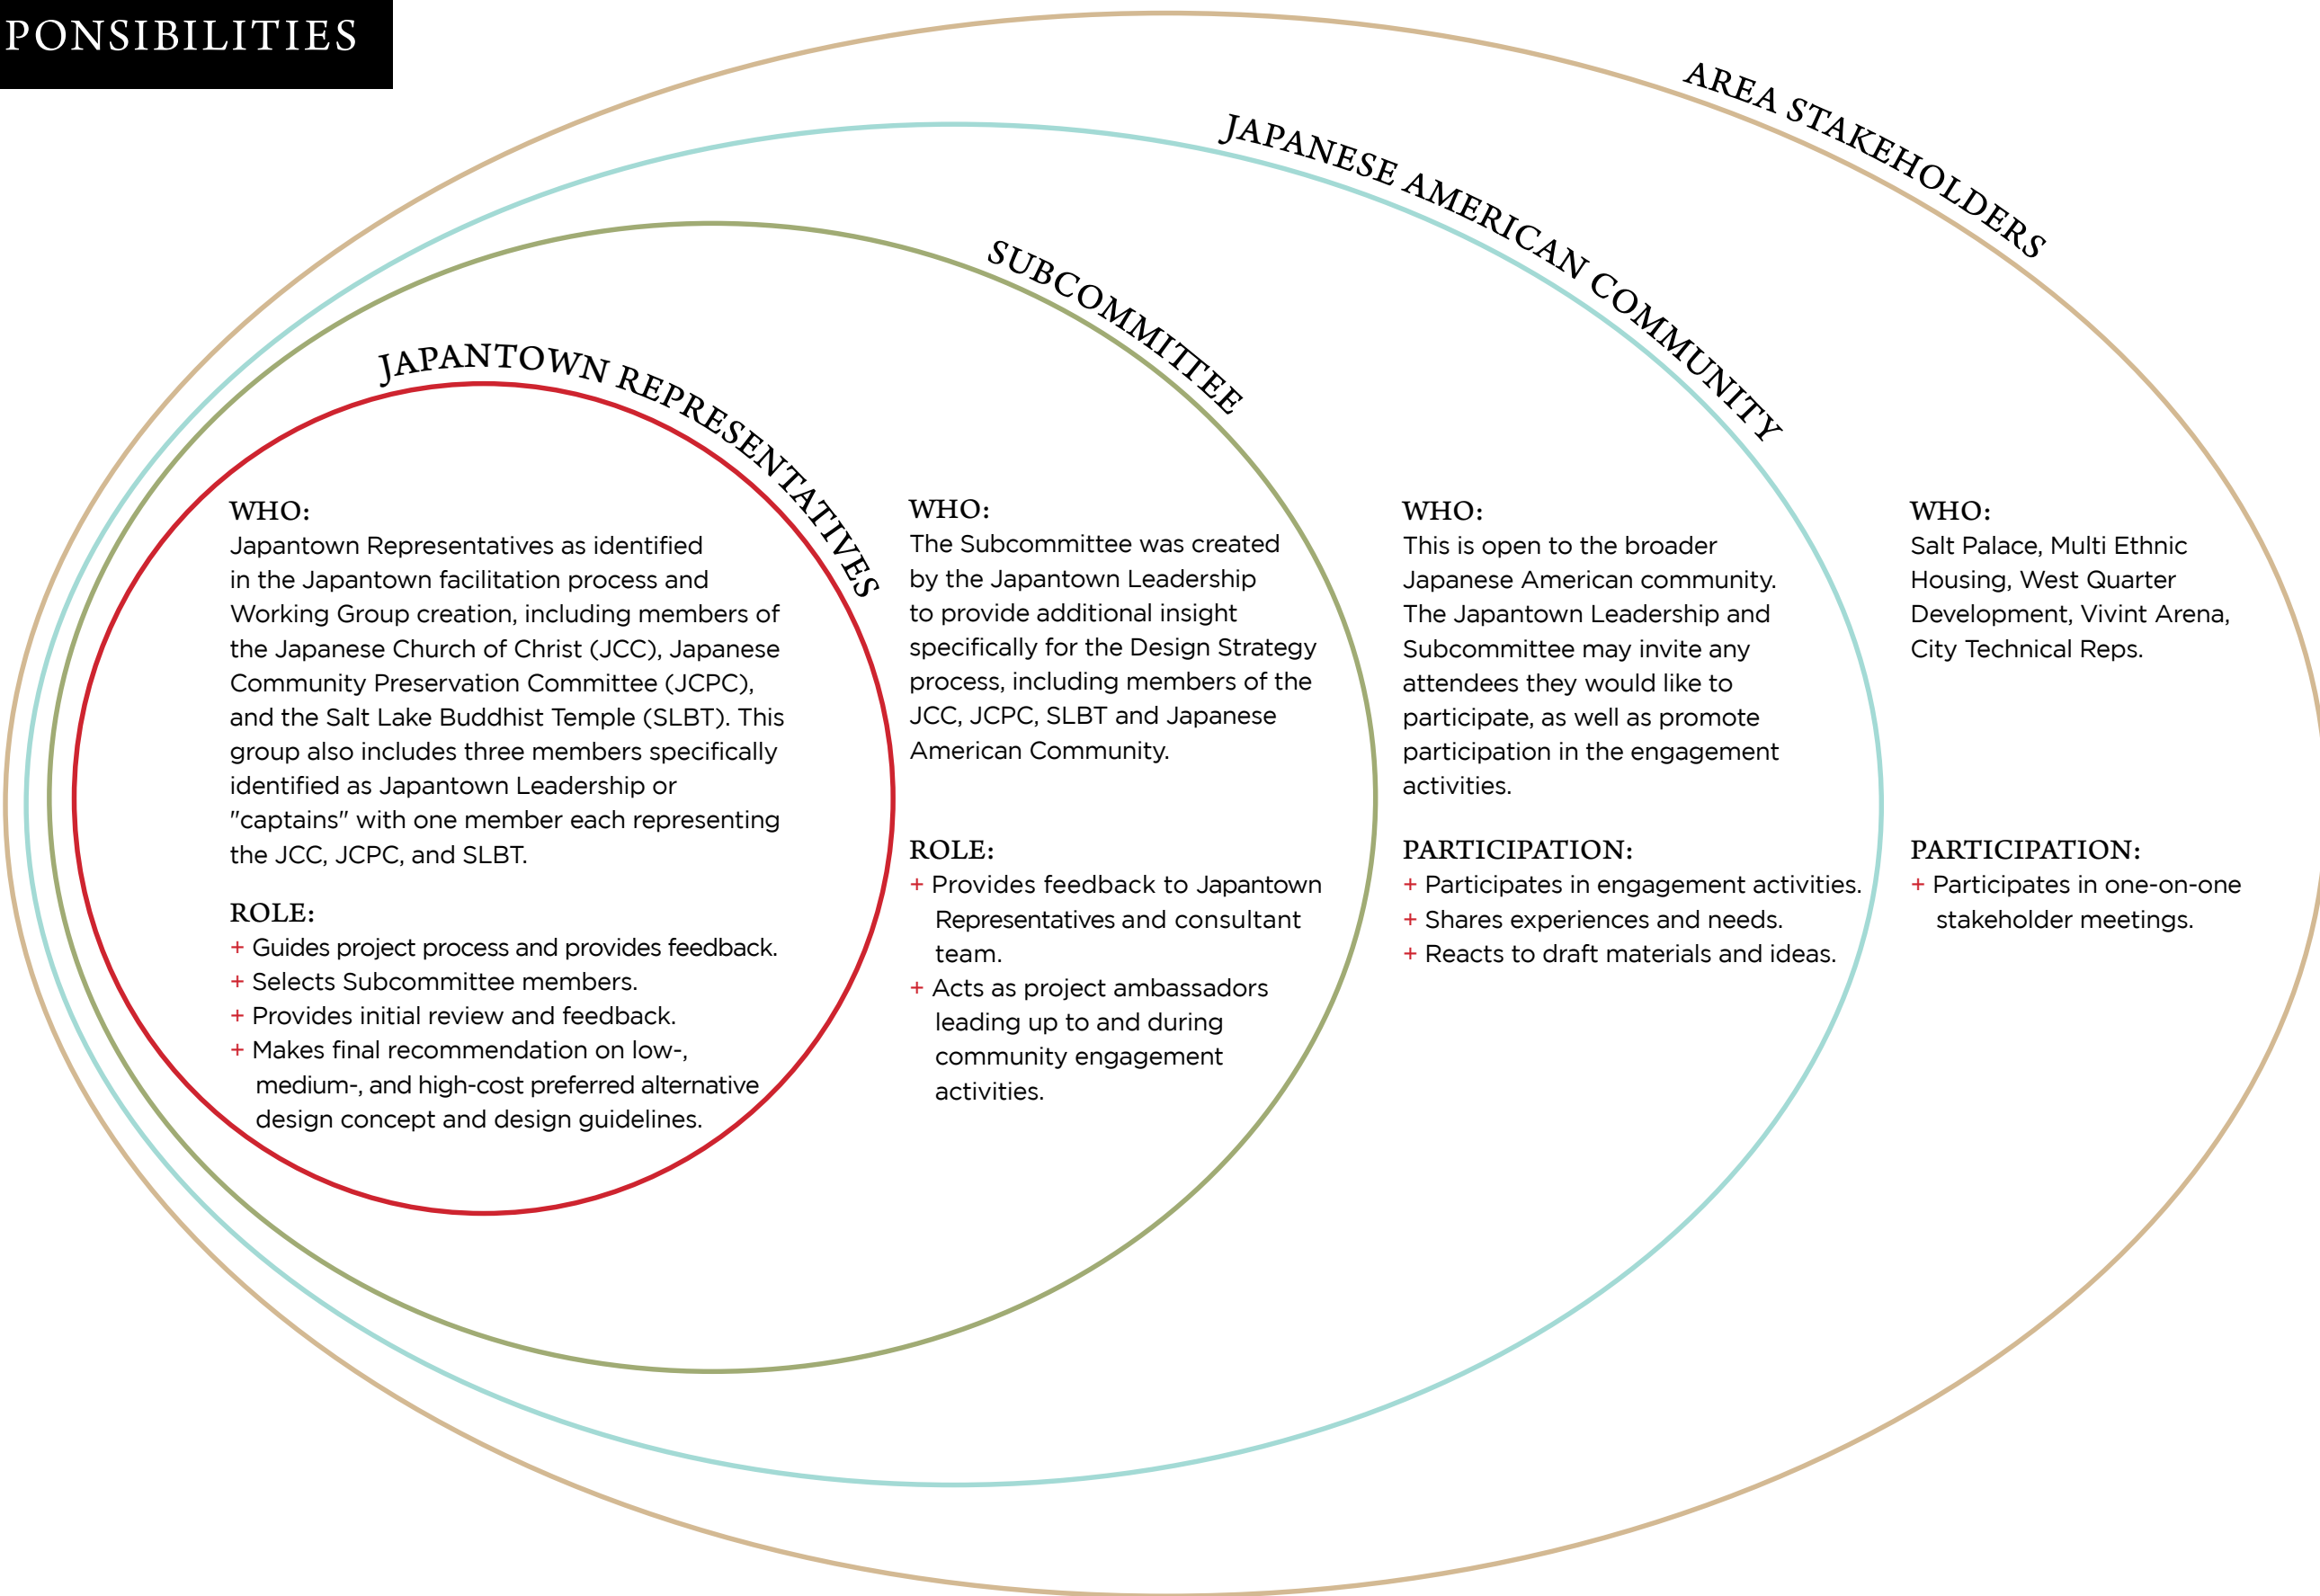 PONSIBILITIES
AREA STAKEHOLDERS
JAPANESE AMERICAN COMMUNITY
SUBCOMMITTEE
JAPANTOWN REPRESENTATIVES
WHO:
Japantown Representatives as identified
in the Japantown facilitation process and
Working Group creation, including members of
the Japanese Church of Christ (JCC), Japanese
Community Preservation Committee (JCPC),
and the Salt Lake Buddhist Temple (SLBT). This
group also includes three members specifically
identified as Japantown Leadership or
"captains" with one member each representing
the JCC, JCPC, and SLBT.
ROLE:
+ Guides project process and provides feedback.
+ Selects Subcommittee members.
+ Provides initial review and feedback.
+ Makes final recommendation on low-,
medium-, and high-cost preferred alternative
design concept and design guidelines.
WHO:
The Subcommittee was created
by the Japantown Leadership
to provide additional insight
specifically for the Design Strategy
process, including members of the
JCC, JCPC, SLBT and Japanese
American Community.
ROLE:
+ Provides feedback to Japantown
Representatives and consultant
team.
+ Acts as project ambassadors
leading up to and during
community engagement
activities.
WHO:
This is open to the broader
Japanese American community.
The Japantown Leadership and
Subcommittee may invite any
attendees they would like to
participate, as well as promote
participation in the engagement
activities.
PARTICIPATION:
+ Participates in engagement activities.
+ Shares experiences and needs.
+ Reacts to draft materials and ideas.
WHO:
Salt Palace, Multi Ethnic
Housing, West Quarter
Development, Vivint Arena,
City Technical Reps.
PARTICIPATION:
+ Participates in one-on-one
stakeholder meetings.